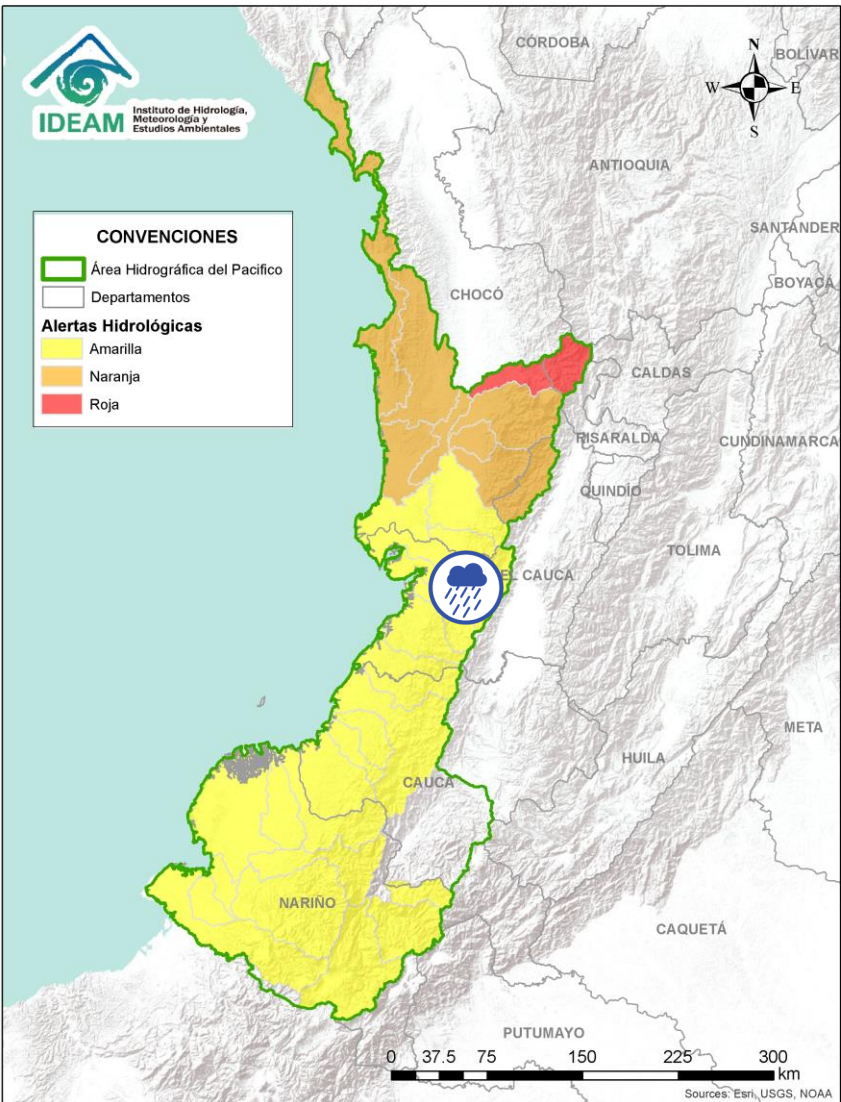 IDEAM
Instituto de Hidrología,
Meteorología y
Estudios Ambientales
CONVENCIONES
Área Hidrográfica del Pacifico
Departamentos
Alertas Hidrológicas
Amarilla
Naranja
Roja
N
W E
S
CÓRDOBA
BOLIVAR
ANTIOQUIA
SANTANDER
BOYACÁ
CHOCÓ
CALDAS
RISARALDA
CUNDINAMARCA
QUINDÍO
TOLIMA
EL CAUCA
META
HUILA
CAUCA
NARIÑO
CAQUETÁ
PUTUMAYO
0 37.5 75 150 225 300
km
Sources: Esri, USGS, NOAA